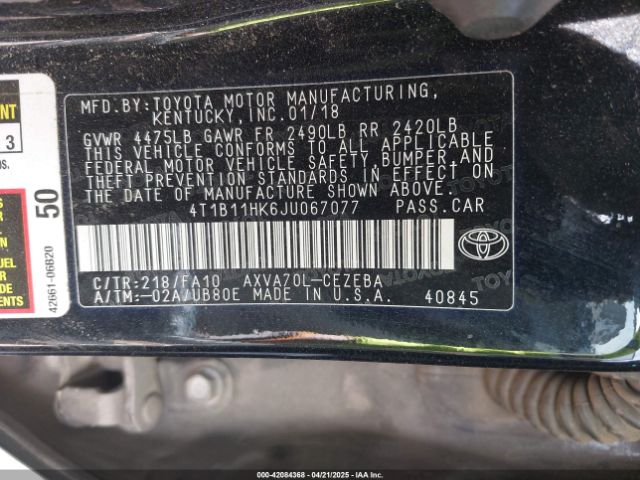 MFD.BY:TOYOTA MOTOR MANUFACTURING,
KENTUCKY,INC.01/18
GVWR 4475LB GAWR FR 2490LB RR 2420LB
THIS VEHICLE CONFORMS TO ALL APPLICABLE
FEDERAL MOTOR VEHICLE SAFETY,BUMPER,AND
THEFT PREVENTION STANDARDS IN EFFECT ON
THE DATE OF MANUFACTURE SHOWN ABOVE.
4T1B11HK6JU067077 PASS.CAR
TOYOTA
C/TR:218/FA10 AXVA70L-CEZEBA
A/TM:-02A/UB80E MADE IN U.S.A. 40845
3
50
42661-06B20
000-42084368 - 04/21/2025 - IAA Inc.